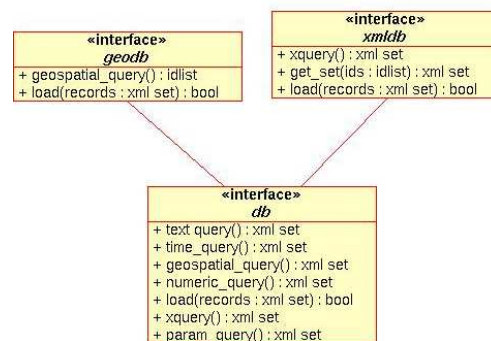 «interface»
geodb
+ geospatial_query() : idlist
+ load(records : xml set) : bool
«interface»
xmldb
+ xquery() : xml set
+ get_set(ids : idlist) : xml set
+ load(records : xml set) : bool
«interface»
db
+ text query() : xml set
+ time_query() : xml set
+ geospatial_query() : xml set
+ numeric_query() : xml set
+ load(records : xml set) : bool
+ xquery() : xml set
+ param_query() : xml set